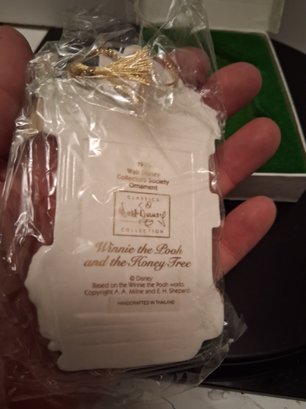 Walt Disney
Collectors Society
Ornament
CLASSICS
Walt Disney
COLLECTION
Winnie the Pooh
and the Honey Tree
© Disney
Based on the Winnie the Pooh works
Copyright A. A. Milne and E. H. Shepard
HANDCRAFTED IN THAILAND